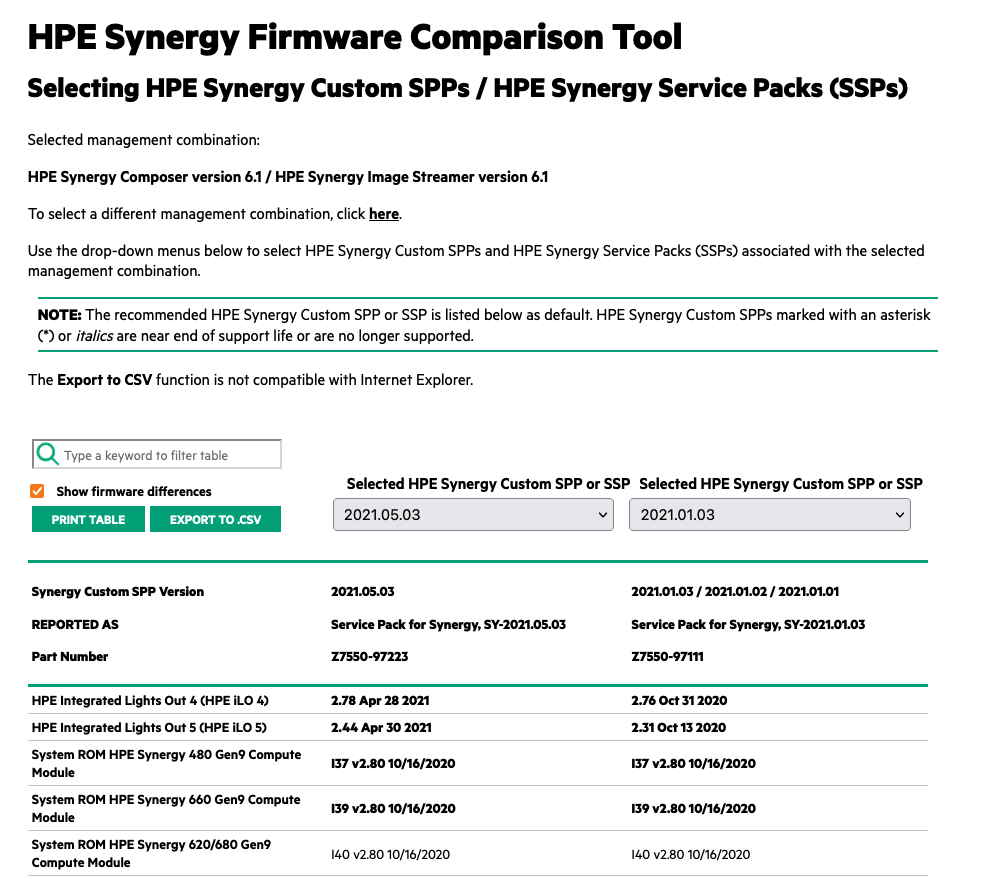 HPE Synergy Firmware Comparison Tool
Selecting HPE Synergy Custom SPPs / HPE Synergy Service Packs (SSPs)
Selected management combination:
HPE Synergy Composer version 6.1 / HPE Synergy Image Streamer version 6.1
To select a different management combination, click here.
Use the drop-down menus below to select HPE Synergy Custom SPPs and HPE Synergy Service Packs (SSPs) associated with the selected
management combination.
NOTE: The recommended HPE Synergy Custom SPP or SSP is listed below as default. HPE Synergy Custom SPPs marked with an asterisk
(*) or italics are near end of support life or are no longer supported.
The Export to CSV function is not compatible with Internet Explorer.
Type a keyword to filter table
Show firmware differences
PRINT TABLE EXPORT TO .CSV
Selected HPE Synergy Custom SPP or SSP Selected HPE Synergy Custom SPP or SSP
2021.05.03 2021.01.03
Synergy Custom SPP Version 2021.05.03 2021.01.03 / 2021.01.02 / 2021.01.01
REPORTED AS Service Pack for Synergy, SY-2021.05.03 Service Pack for Synergy, SY-2021.01.03
Part Number Z7550-97223 Z7550-97111
HPE Integrated Lights Out 4 (HPE iLO 4) 2.78 Apr 28 2021 2.76 Oct 31 2020
HPE Integrated Lights Out 5 (HPE iLO 5) 2.44 Apr 30 2021 2.31 Oct 13 2020
System ROM HPE Synergy 480 Gen9 Compute
Module I37 v2.80 10/16/2020 I37 v2.80 10/16/2020
System ROM HPE Synergy 660 Gen9 Compute
Module I39 v2.80 10/16/2020 I39 v2.80 10/16/2020
System ROM HPE Synergy 620/680 Gen9
Compute Module I40 v2.80 10/16/2020 I40 v2.80 10/16/2020